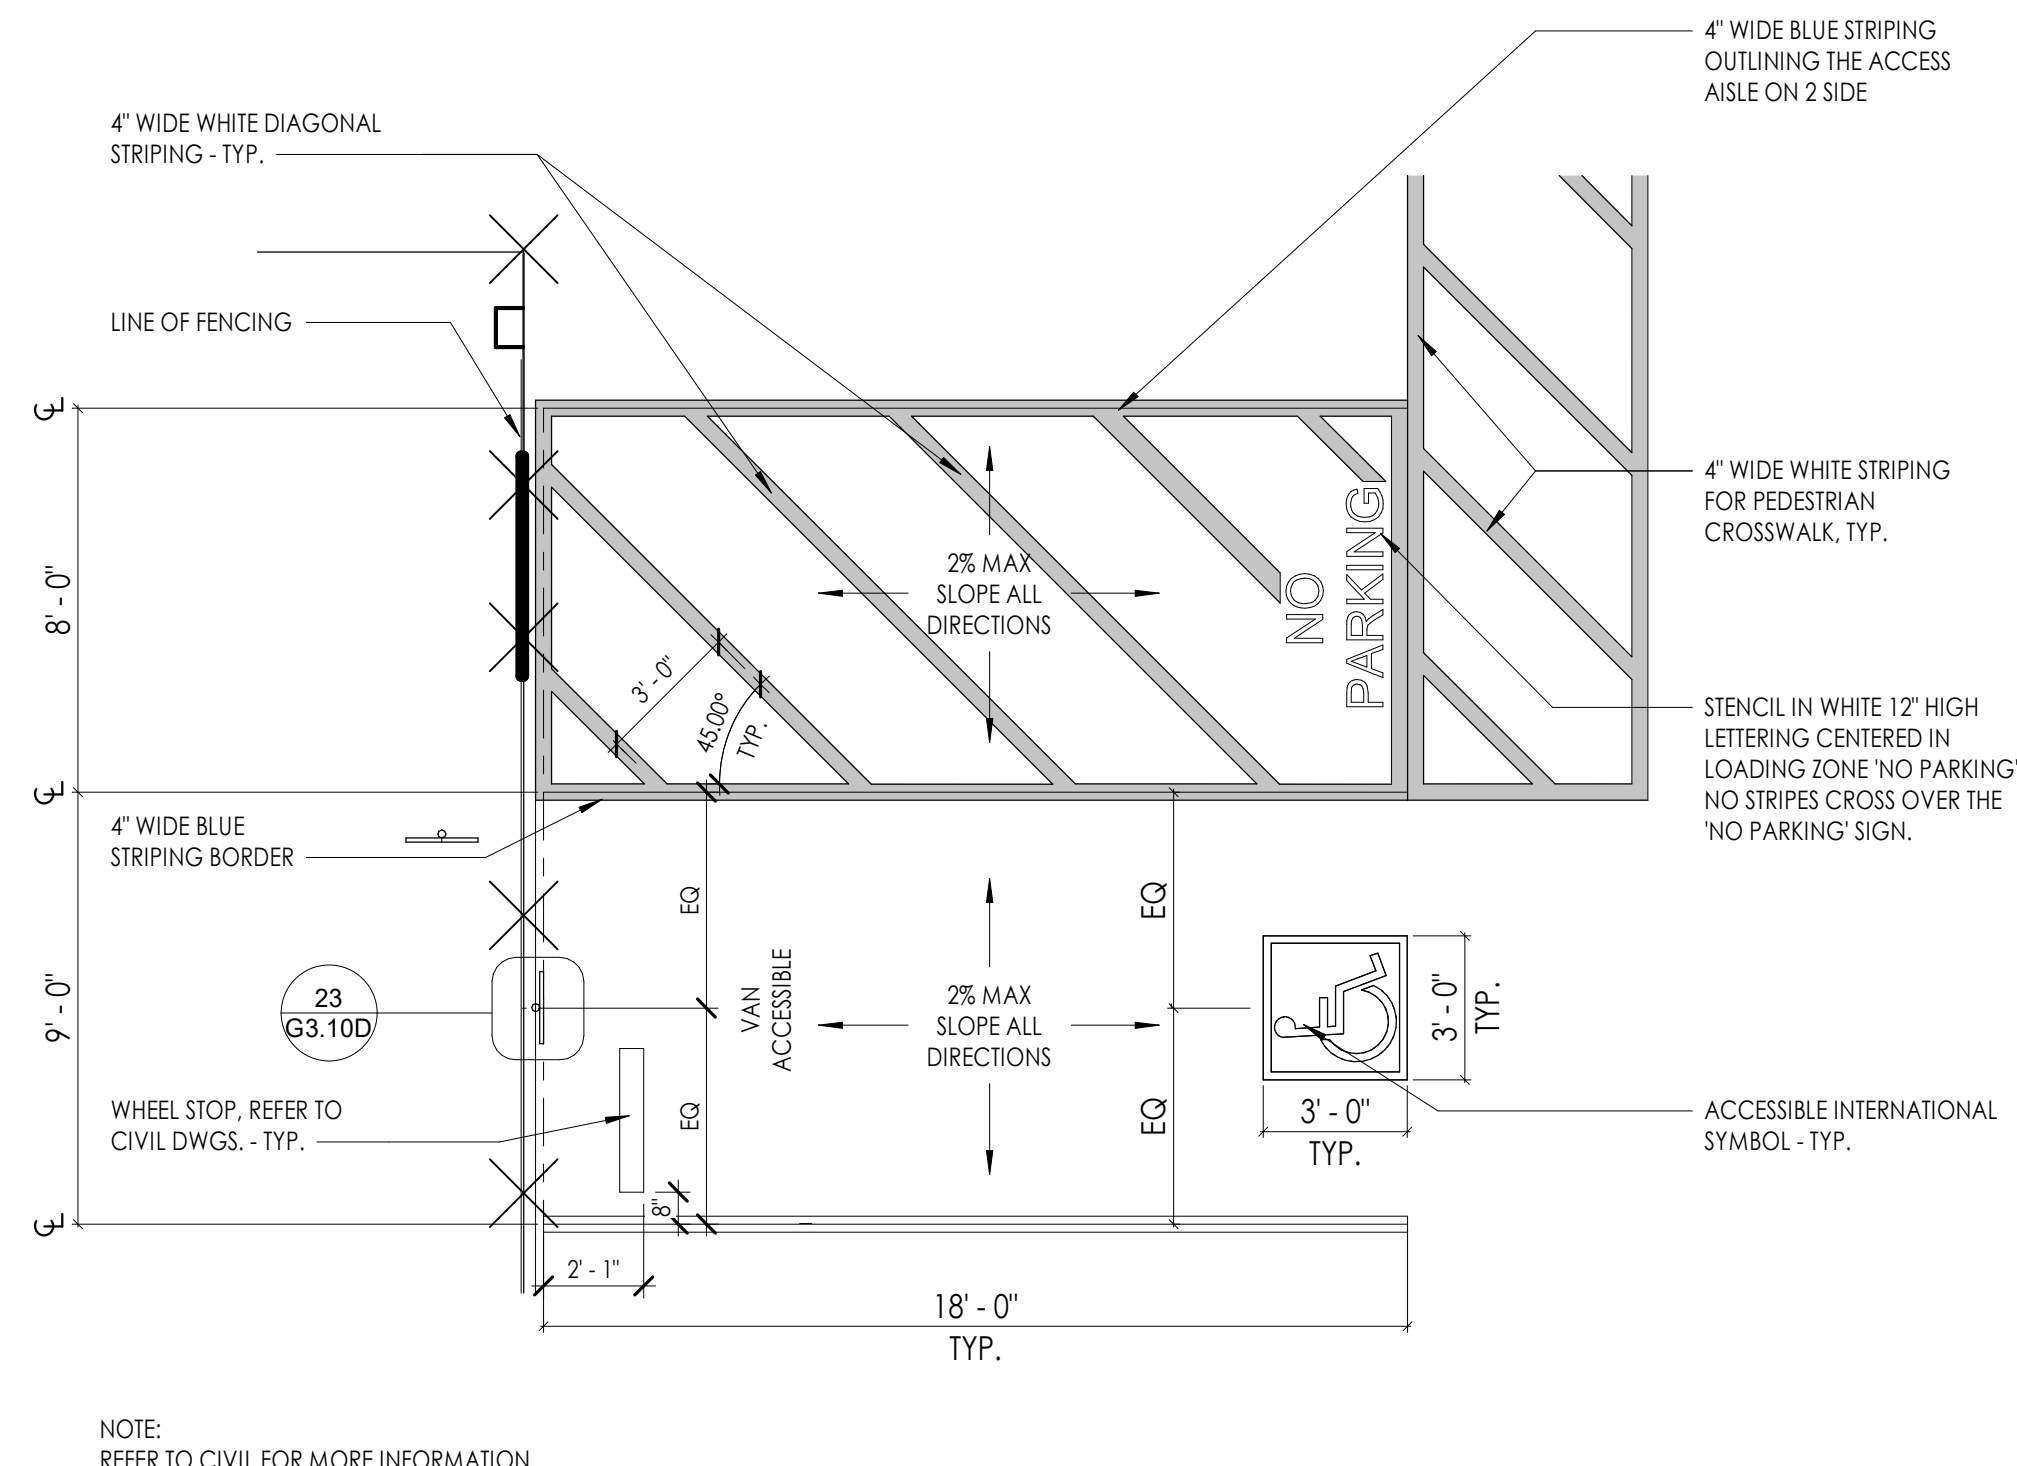 4" WIDE BLUE STRIPING
OUTLINING THE ACCESS
AISLE ON 2 SIDE
4" WIDE WHITE DIAGONAL
STRIPING - TYP.
LINE OF FENCING
4" WIDE WHITE STRIPING
FOR PEDESTRIAN
CROSSWALK, TYP.
℄
8' - 0"
2% MAX
SLOPE ALL
DIRECTIONS
NO
PARKING
3' - 0"
45.00°
TYP.
STENCIL IN WHITE 12" HIGH
LETTERING CENTERED IN
LOADING ZONE 'NO PARKING'
NO STRIPES CROSS OVER THE
'NO PARKING' SIGN.
℄
4" WIDE BLUE
STRIPING BORDER
EQ
EQ
9' - 0"
23
G3.10D
VAN
ACCESSIBLE
2% MAX
SLOPE ALL
DIRECTIONS
3' - 0"
TYP.
3' - 0"
TYP.
WHEEL STOP, REFER TO
CIVIL DWGS. - TYP.
EQ
EQ
ACCESSIBLE INTERNATIONAL
SYMBOL - TYP.
8"
℄
2' - 1"
18' - 0"
TYP.
NOTE:
REFER TO CIVIL FOR MORE INFORMATION